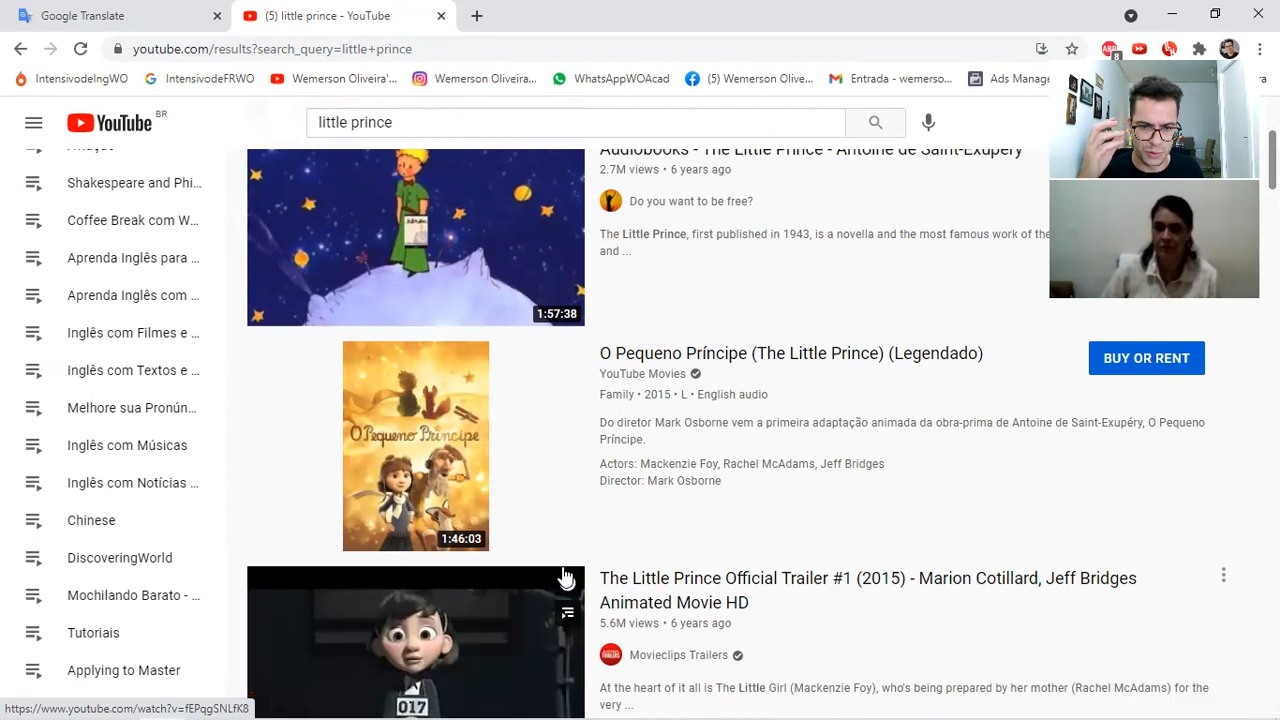 Google Translate
(5) little prince - YouTube
youtube.com/results?search_query=little+prince
8
IntensivoIngWO
IntensivodeFRWO
Wemerson Oliveira'...
Wemerson Oliveira...
WhatsAppWOAcad
(5) Wemerson Olive...
Entrada - wemerso...
Ads Manage
YouTube BR
little prince
Shakespeare and Phi...
Coffee Break com W...
Aprenda Inglês para ...
Aprenda Inglês com ...
Inglês com Filmes e ...
Inglês com Textos e ...
Melhore sua Pronún...
Inglês com Músicas
Inglês com Notícias ...
Chinese
DiscoveringWorld
Mochilando Barato - ...
Tutoriais
Applying to Master
1:57:38
Audiobooks - The Little Prince - Antoine de Saint-Exupery
2.7M views • 6 years ago
Do you want to be free?
The Little Prince, first published in 1943, is a novella and the most famous work of the
and ...
O Pequeno Príncipe
1:46:03
O Pequeno Príncipe (The Little Prince) (Legendado)
YouTube Movies
Family • 2015 • L • English audio
Do diretor Mark Osborne vem a primeira adaptação animada da obra-prima de Antoine de Saint-Exupéry, O Pequeno
Príncipe.
Actors: Mackenzie Foy, Rachel McAdams, Jeff Bridges
Director: Mark Osborne
BUY OR RENT
017
The Little Prince Official Trailer #1 (2015) - Marion Cotillard, Jeff Bridges
Animated Movie HD
5.6M views • 6 years ago
Movieclips Trailers
At the heart of it all is The Little Girl (Mackenzie Foy), who's being prepared by her mother (Rachel McAdams) for the
very ...
https://www.youtube.com/watch?v=fEPqgSNLfK8